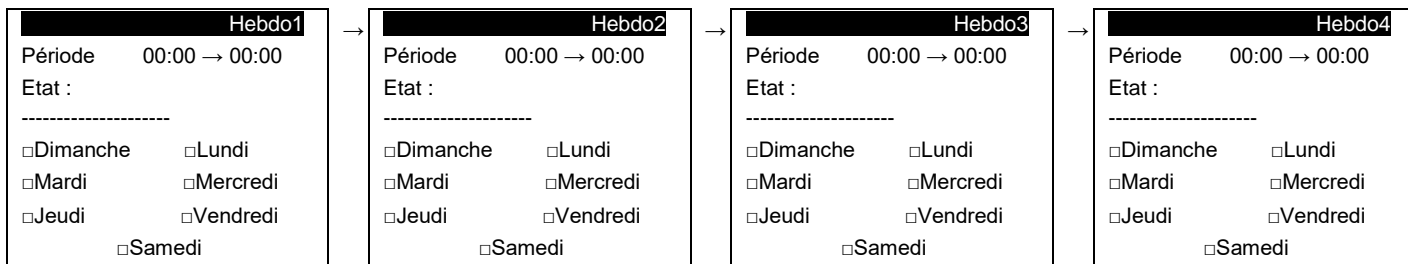 Hebdo1
Période 00:00 → 00:00
Etat :
---------------------
□Dimanche □Lundi
□Mardi □Mercredi
□Jeudi □Vendredi
□Samedi
→
Hebdo2
Période 00:00 → 00:00
Etat :
---------------------
□Dimanche □Lundi
□Mardi □Mercredi
□Jeudi □Vendredi
□Samedi
→
Hebdo3
Période 00:00 → 00:00
Etat :
---------------------
□Dimanche □Lundi
□Mardi □Mercredi
□Jeudi □Vendredi
□Samedi
→
Hebdo4
Période 00:00 → 00:00
Etat :
---------------------
□Dimanche □Lundi
□Mardi □Mercredi
□Jeudi □Vendredi
□Samedi